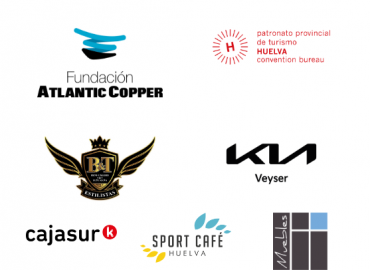 Fundación
ATLANTIC COPPER
patronato provincial
de turismo
HUELVA
convention bureau
H
B&T
ESTILISTAS
KIA
Veyser
cajasur k
SPORT CAFÉ
HUELVA
Muebles